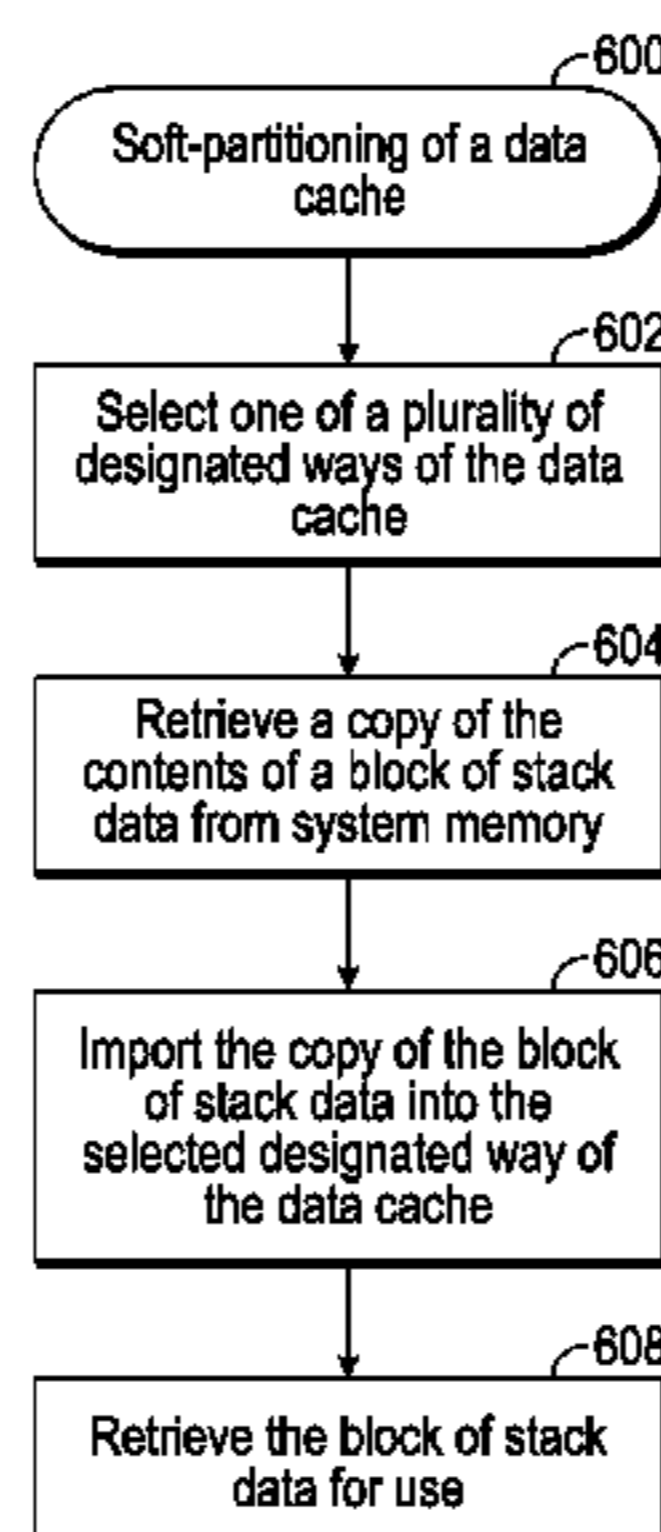 600
Soft-partitioning of a data
cache
602
Select one of a plurality of
designated ways of the data
cache
604
Retrieve a copy of the
contents of a block of stack
data from system memory
606
Import the copy of the block
of stack data into the
selected designated way of
the data cache
608
Retrieve the block of stack
data for use